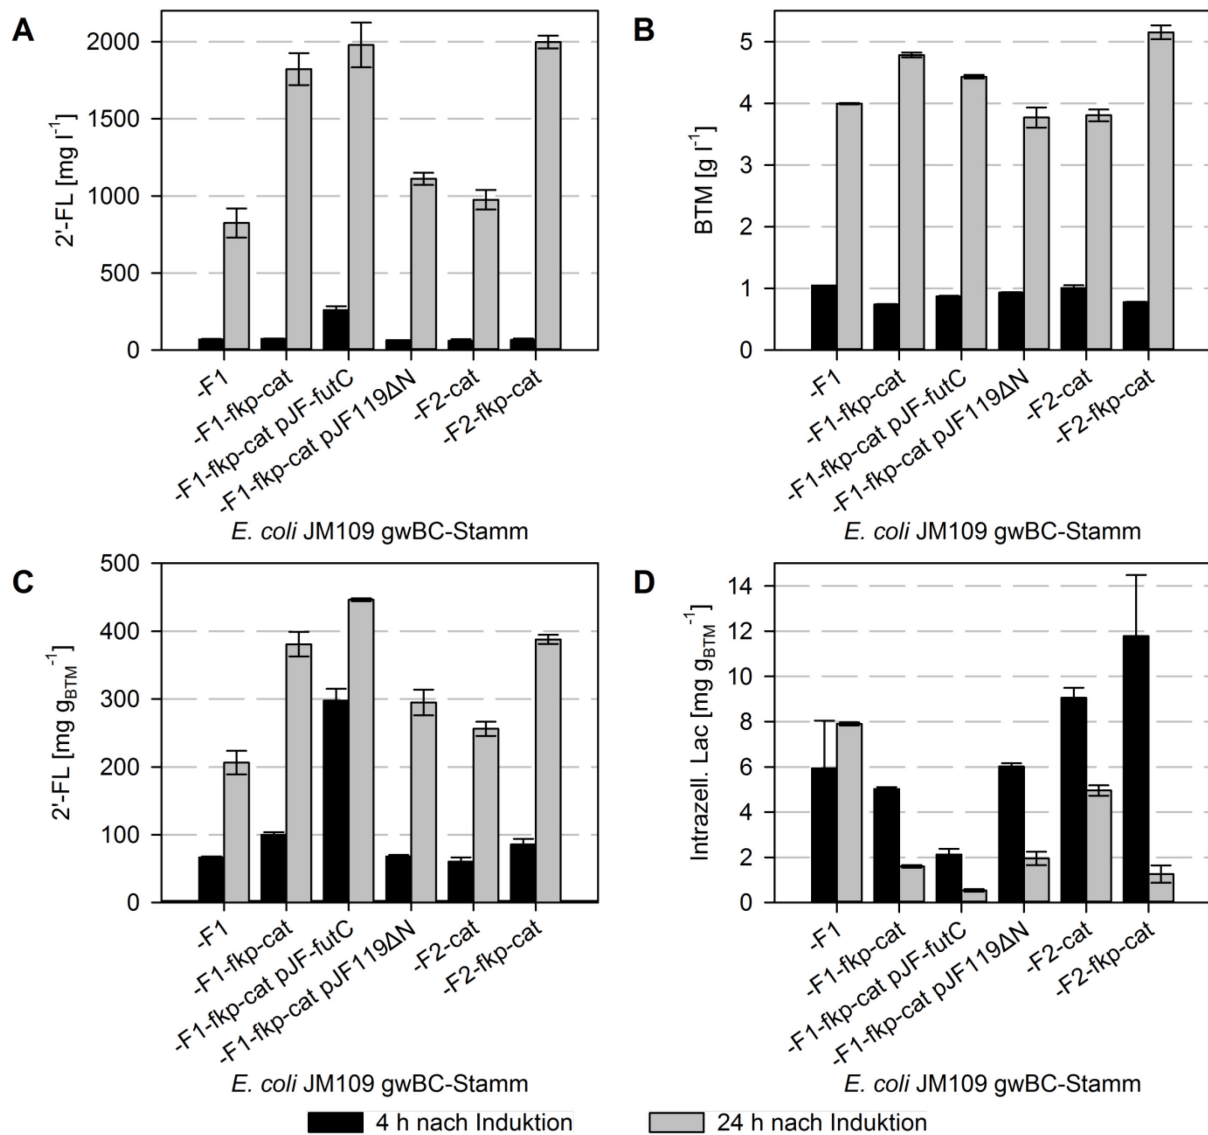 A
2'-FL [mg l⁻¹]
2000
1500
1000
500
0
-F1
-F1-fkp-cat
-F1-fkp-cat pJF-futC
-F1-fkp-cat pJF119ΔN
-F2-cat
-F2-fkp-cat
E. coli JM109 gwBC-Stamm
B
BTM [g l⁻¹]
5
4
3
2
1
0
-F1
-F1-fkp-cat
-F1-fkp-cat pJF-futC
-F1-fkp-cat pJF119ΔN
-F2-cat
-F2-fkp-cat
E. coli JM109 gwBC-Stamm
C
2'-FL [mg g_BTM⁻¹]
500
400
300
200
100
0
-F1
-F1-fkp-cat
-F1-fkp-cat pJF-futC
-F1-fkp-cat pJF119ΔN
-F2-cat
-F2-fkp-cat
E. coli JM109 gwBC-Stamm
D
Intrazell. Lac [mg g_BTM⁻¹]
14
12
10
8
6
4
2
0
-F1
-F1-fkp-cat
-F1-fkp-cat pJF-futC
-F1-fkp-cat pJF119ΔN
-F2-cat
-F2-fkp-cat
E. coli JM109 gwBC-Stamm
4 h nach Induktion
24 h nach Induktion